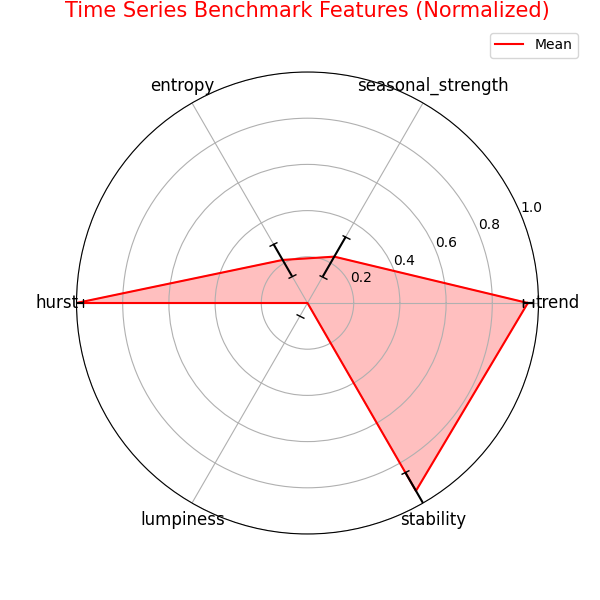 Time Series Benchmark Features (Normalized)
Mean
entropy
seasonal_strength
1.0
0.8
0.6
0.4
0.2
hurst
trend
lumpiness
stability